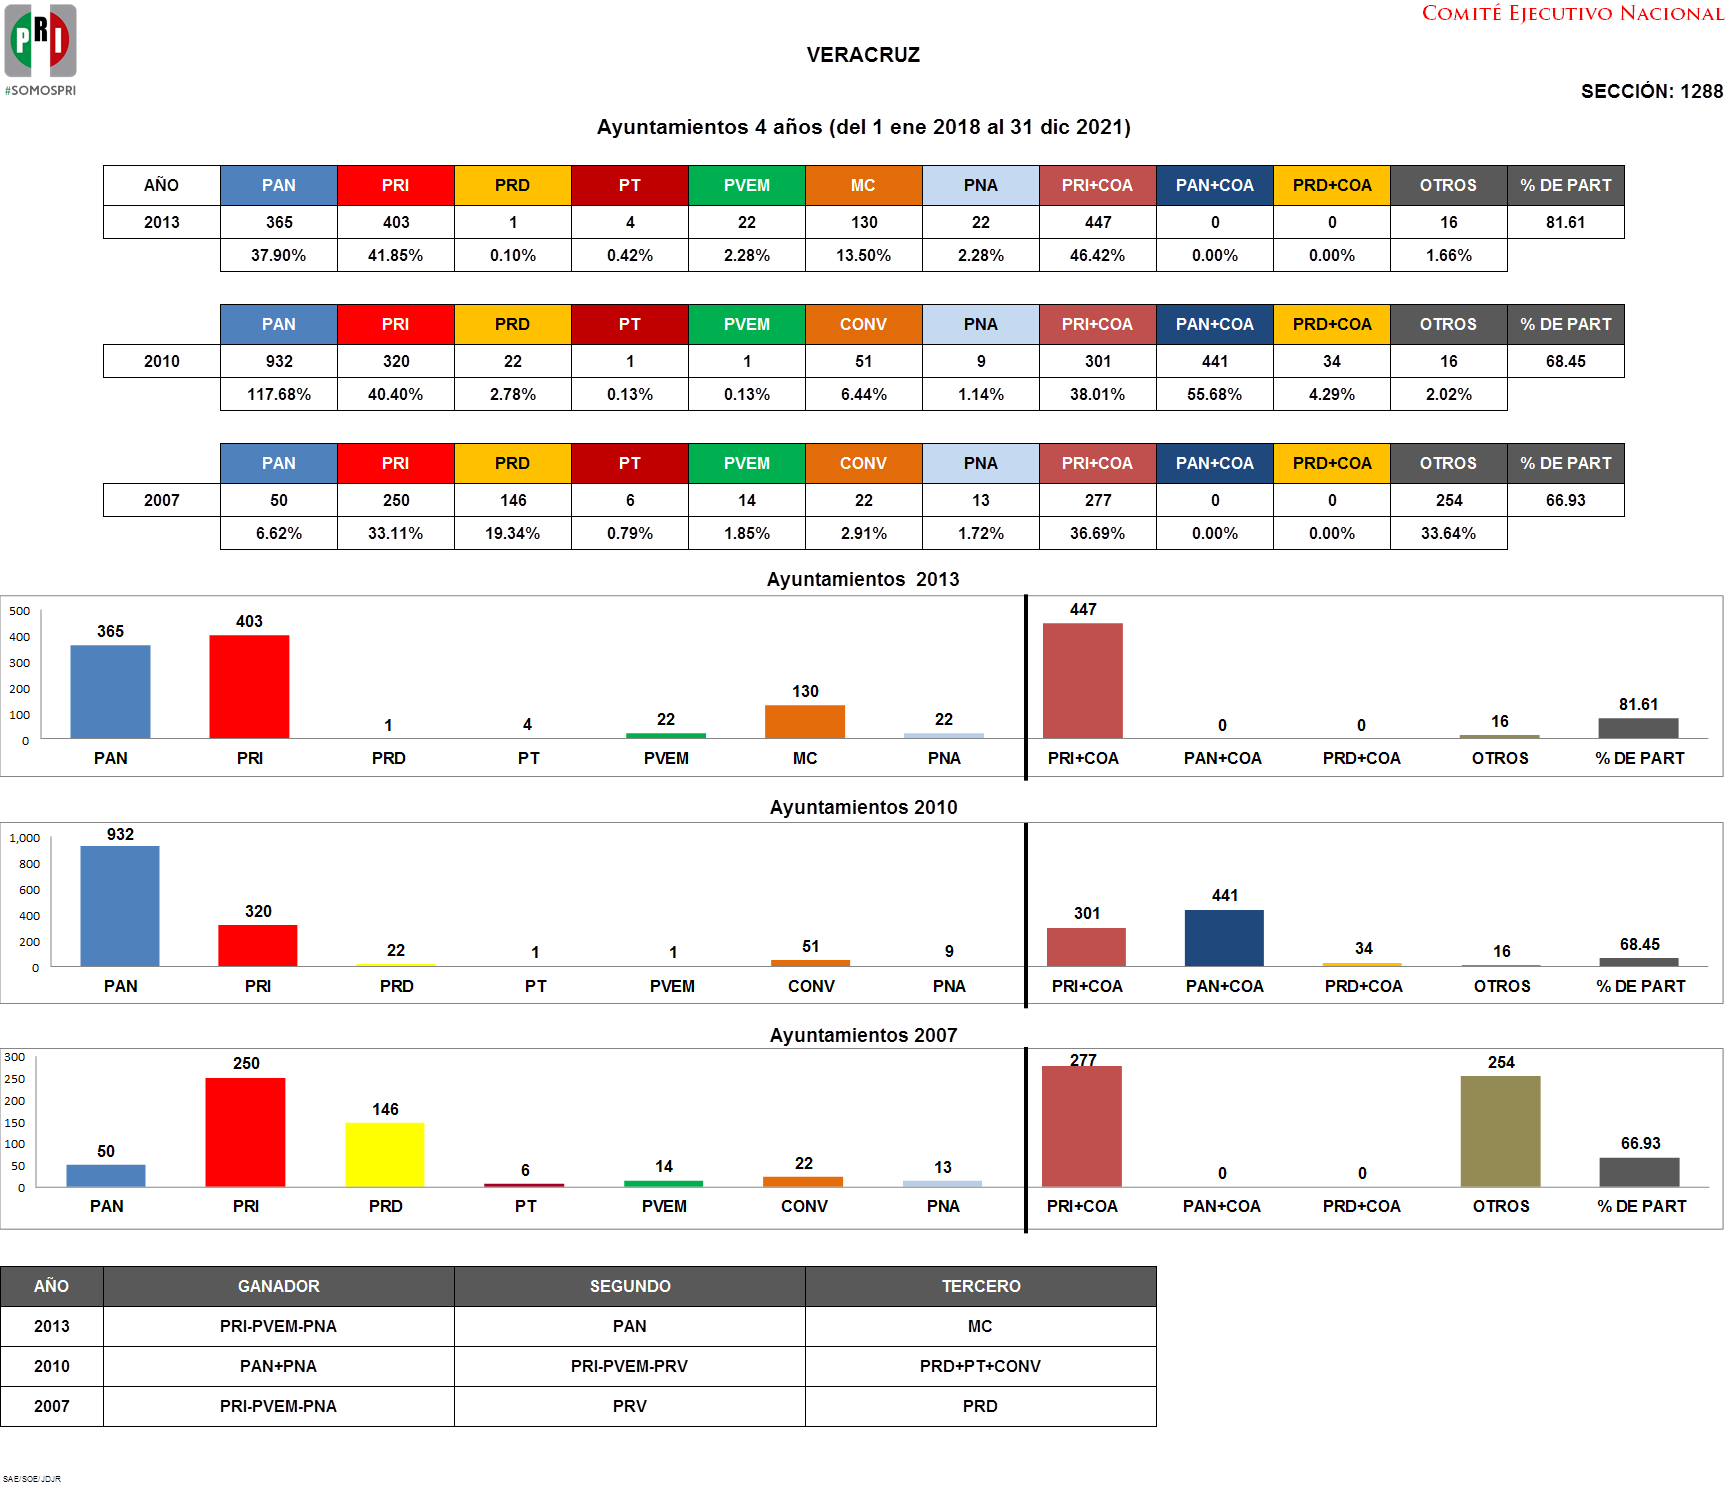 COMITÉ EJECUTIVO NACIONAL
PRI
#SOMOSPRI
VERACRUZ
SECCIÓN: 1288
Ayuntamientos 4 años (del 1 ene 2018 al 31 dic 2021)
AÑO PAN PRI PRD PT PVEM MC PNA PRI+COA PAN+COA PRD+COA OTROS % DE PART
2013 365 403 1 4 22 130 22 447 0 0 16 81.61
37.90% 41.85% 0.10% 0.42% 2.28% 13.50% 2.28% 46.42% 0.00% 0.00% 1.66%
PAN PRI PRD PT PVEM CONV PNA PRI+COA PAN+COA PRD+COA OTROS % DE PART
2010 932 320 22 1 1 51 9 301 441 34 16 68.45
117.68% 40.40% 2.78% 0.13% 0.13% 6.44% 1.14% 38.01% 55.68% 4.29% 2.02%
PAN PRI PRD PT PVEM CONV PNA PRI+COA PAN+COA PRD+COA OTROS % DE PART
2007 50 250 146 6 14 22 13 277 0 0 254 66.93
6.62% 33.11% 19.34% 0.79% 1.85% 2.91% 1.72% 36.69% 0.00% 0.00% 33.64%
Ayuntamientos 2013
500
400
300
200
100
0
365 403 1 4 22 130 22 447 0 0 16 81.61
PAN PRI PRD PT PVEM MC PNA PRI+COA PAN+COA PRD+COA OTROS % DE PART
Ayuntamientos 2010
1,000
800
600
400
200
0
932 320 22 1 1 51 9 301 441 34 16 68.45
PAN PRI PRD PT PVEM CONV PNA PRI+COA PAN+COA PRD+COA OTROS % DE PART
Ayuntamientos 2007
300
250
200
150
100
50
0
50 250 146 6 14 22 13 277 0 0 254 66.93
PAN PRI PRD PT PVEM CONV PNA PRI+COA PAN+COA PRD+COA OTROS % DE PART
AÑO GANADOR SEGUNDO TERCERO
2013 PRI-PVEM-PNA PAN MC
2010 PAN+PNA PRI-PVEM-PRV PRD+PT+CONV
2007 PRI-PVEM-PNA PRV PRD
SAE/SOE/JDJR